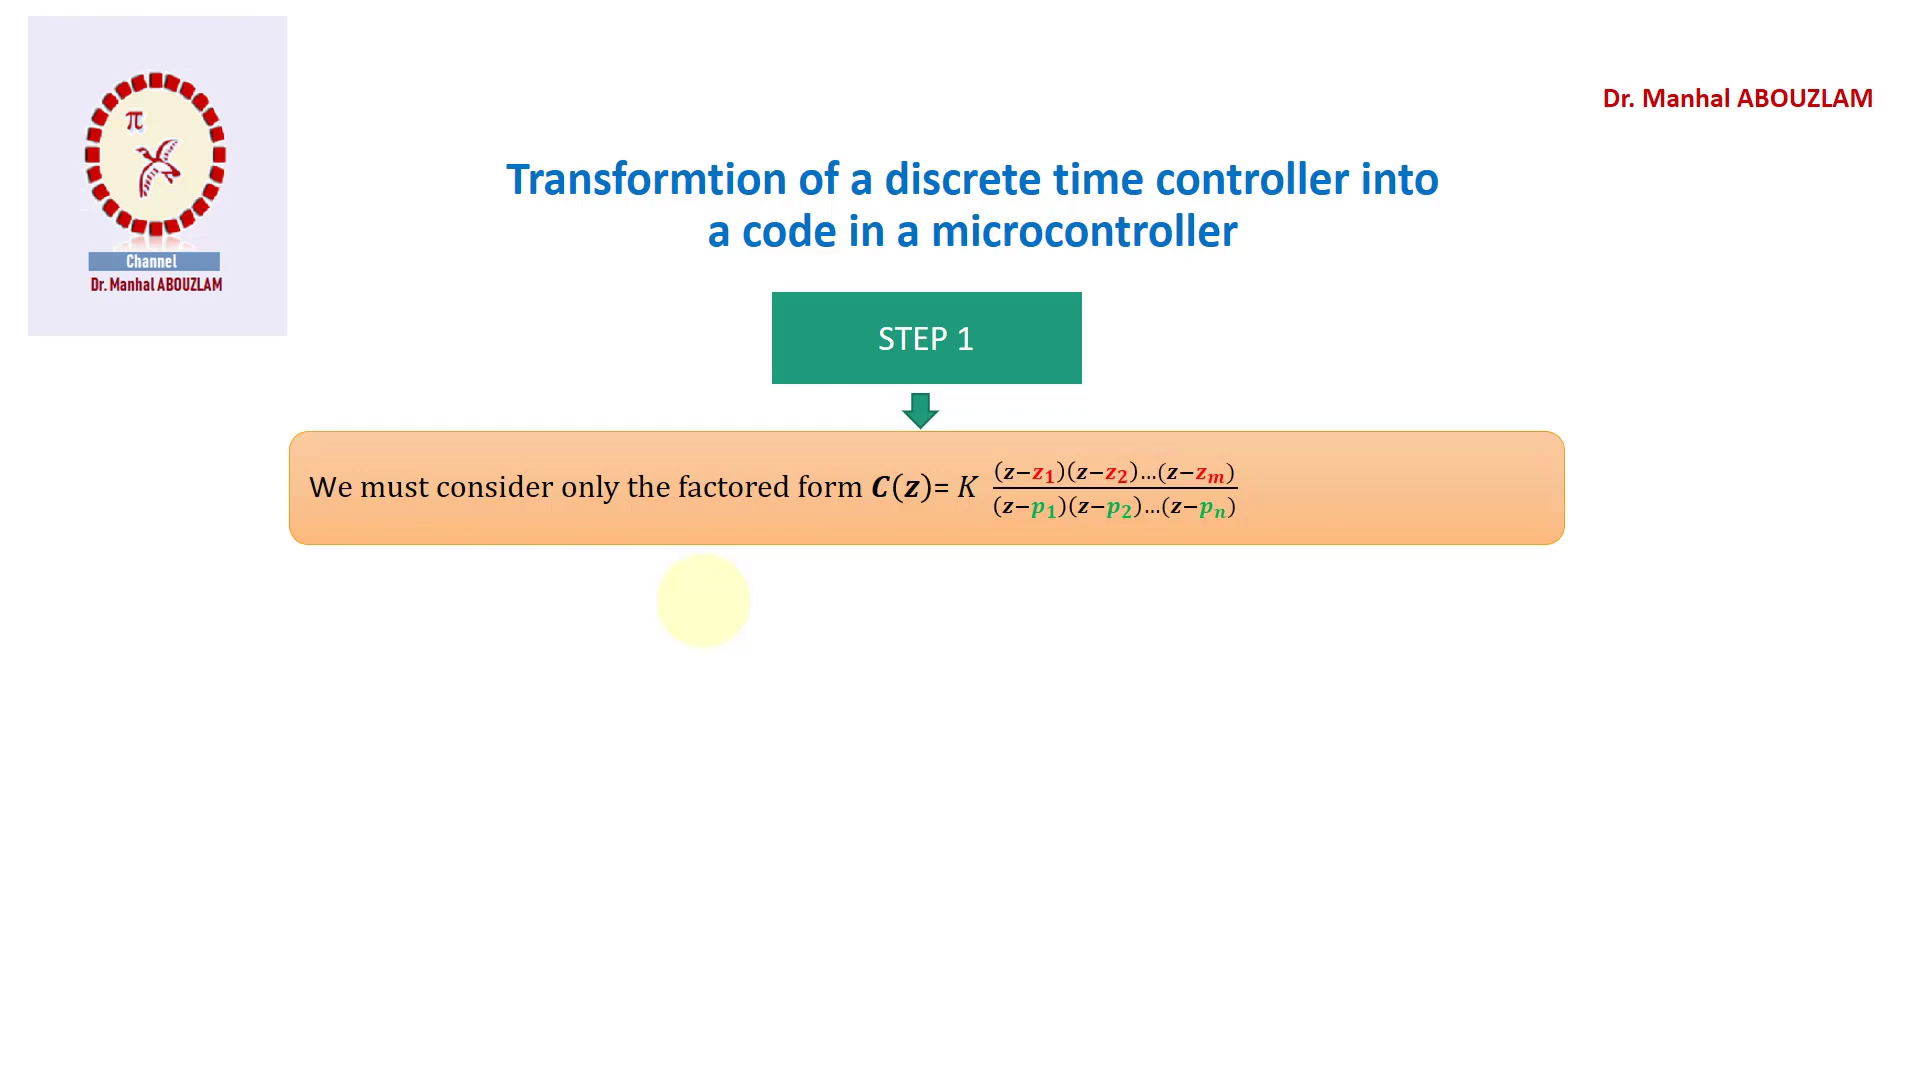 π
Channel
Dr. Manhal ABOUZLAM
Dr. Manhal ABOUZLAM
Transformtion of a discrete time controller into
a code in a microcontroller
STEP 1
We must consider only the factored form C(z)= K (z−z₁)(z−z₂)…(z−zₘ) / (z−p₁)(z−p₂)…(z−pₙ)